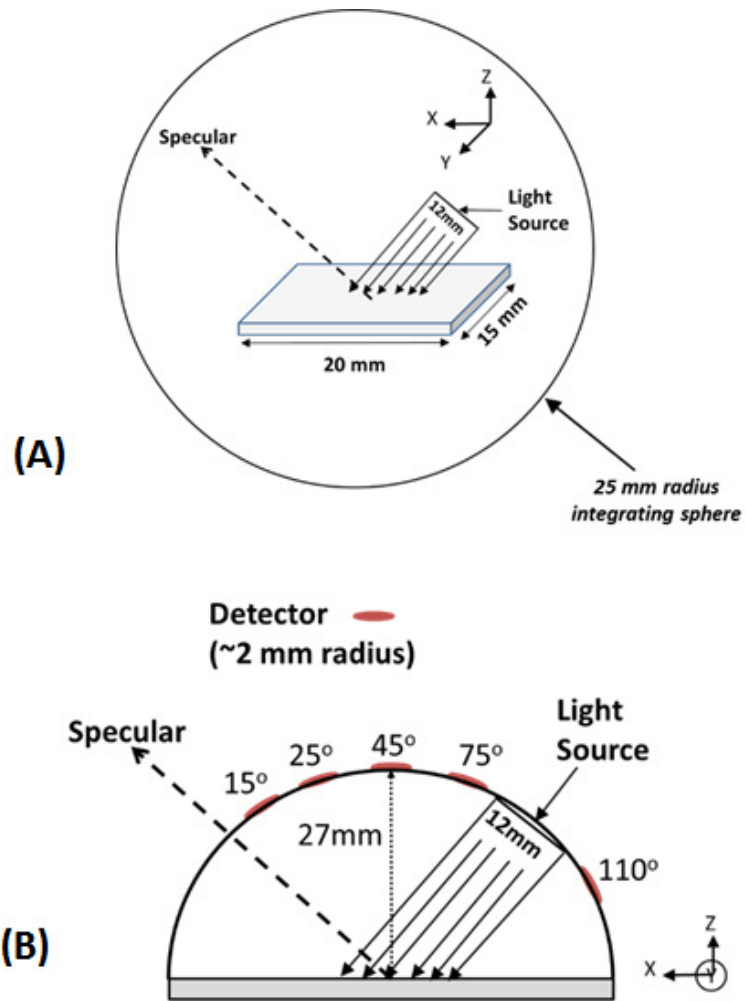 Z
X
Y
Specular
Light
Source
12mm
15 mm
20 mm
(A)
25 mm radius
integrating sphere
Detector
(~2 mm radius)
Specular
Light
Source
15°
25°
45°
75°
12mm
27mm
110°
(B)
Z
X
Y